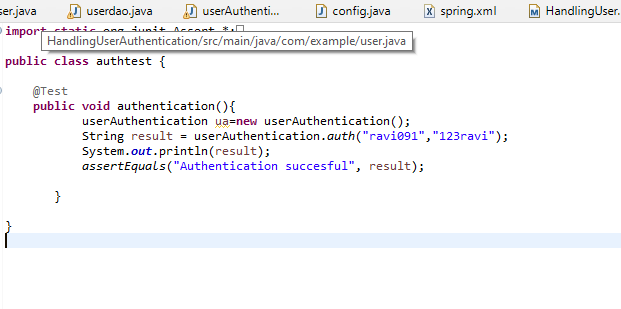 ser.java userdao.java userAuthenti... config.java spring.xml HandlingUser.
import static org.junit.Assert.*;
HandlingUserAuthentication/src/main/java/com/example/user.java
public class authtest {
@Test
public void authentication(){
userAuthentication ua=new userAuthentication();
String result = userAuthentication.auth("ravi091","123ravi");
System.out.println(result);
assertEquals("Authentication succesful", result);
}
}